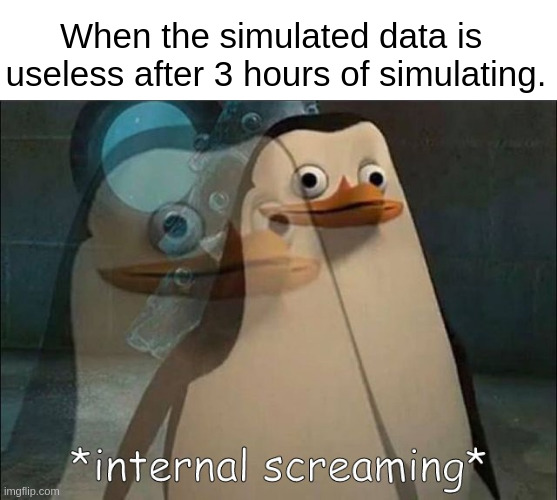 When the simulated data is
useless after 3 hours of simulating.
*internal screaming*
imgflip.com